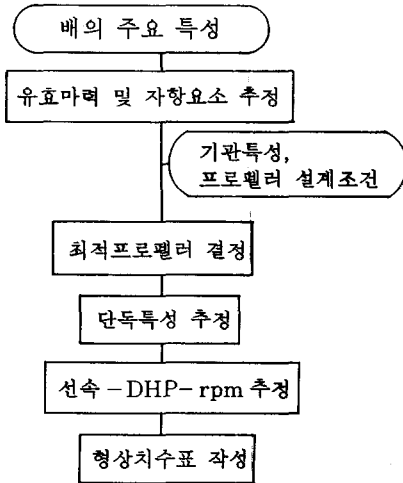 배의 주요 특성
유효마력 및 자항요소 추정
기관특성,
프로펠러 설계조건
최적프로펠러 결정
단독특성 추정
선속 - DHP - rpm 추정
형상치수표 작성